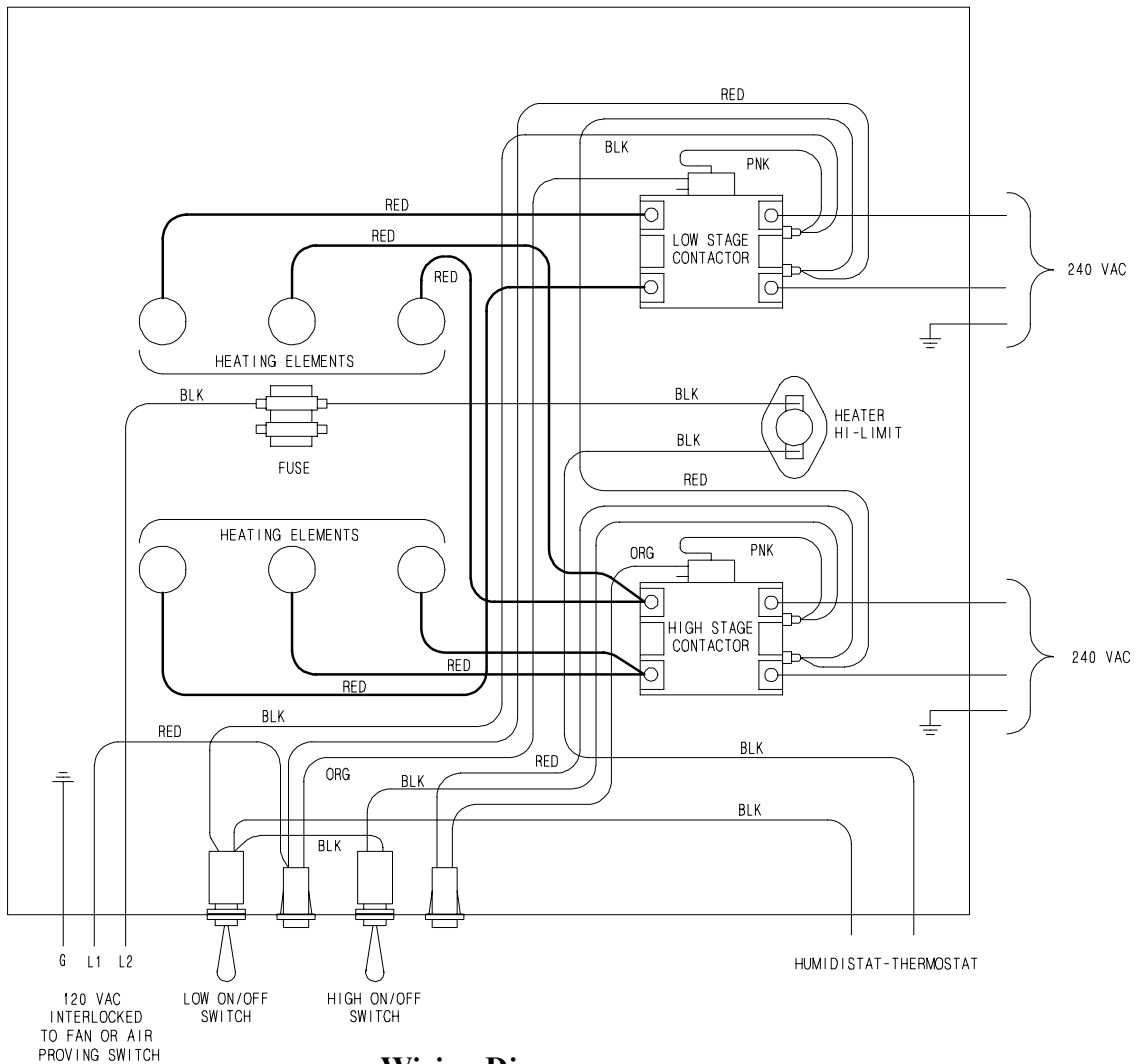 RED
BLK
PNK
RED
RED
RED
LOW STAGE
CONTACTOR
240 VAC
HEATING ELEMENTS
BLK
BLK
HEATER
HI-LIMIT
BLK
FUSE
RED
HEATING ELEMENTS
ORG
PNK
HIGH STAGE
CONTACTOR
240 VAC
RED
RED
BLK
RED
BLK
RED
ORG
BLK
BLK
BLK
G L1 L2
HUMIDISTAT-THERMOSTAT
120 VAC
INTERLOCKED
TO FAN OR AIR
PROVING SWITCH
LOW ON/OFF
SWITCH
HIGH ON/OFF
SWITCH